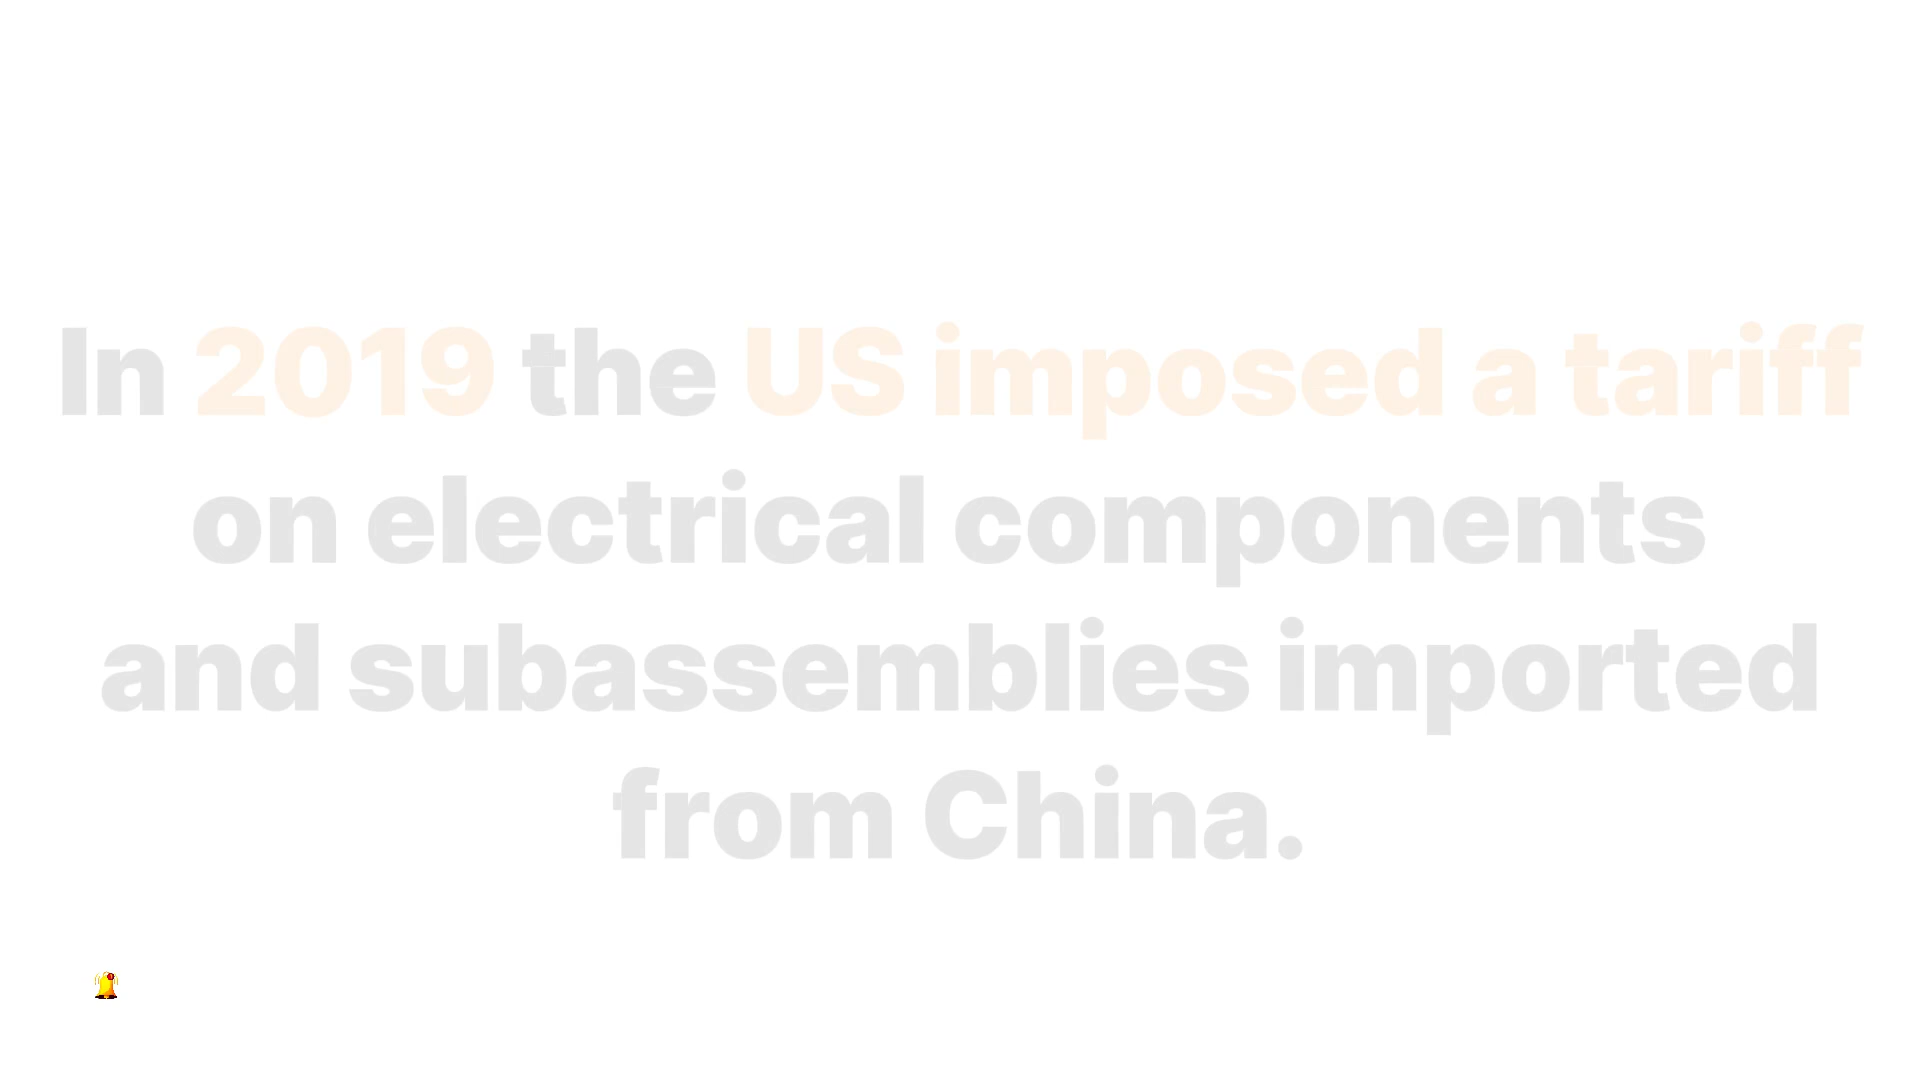 In 2019 the US imposed a tariff
on electrical components
and subassemblies imported
from China.